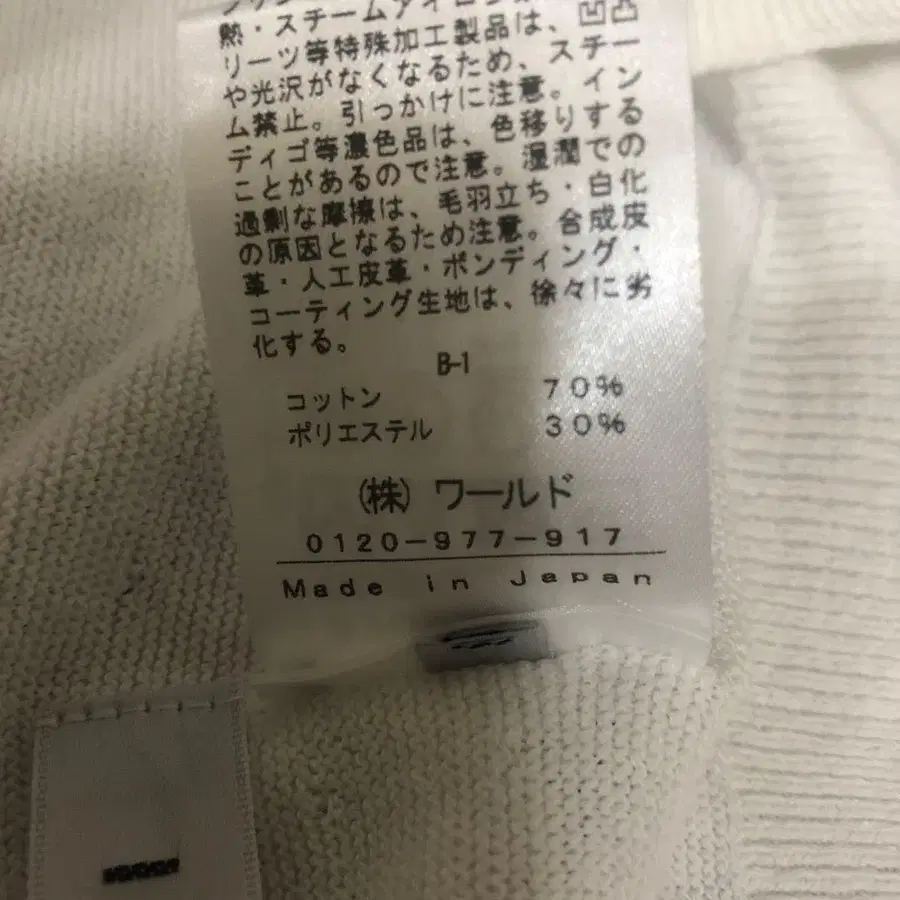 熱・スチームアイロン
リーツ等特殊加工製品は、凹凸
や光沢がなくなるため、スチー
ム禁止。引っかけに注意。イン
ディゴ等濃色品は、色移りする
ことがあるので注意。湿潤での
過剰な摩擦は、毛羽立ち・白化
の原因となるため注意。合成皮
革・人工皮革・ボンディング・
コーティング生地は、徐々に劣
化する。
B-1
コットン 70%
ポリエステル 30%
(株) ワールド
0120-977-917
Made in Japan